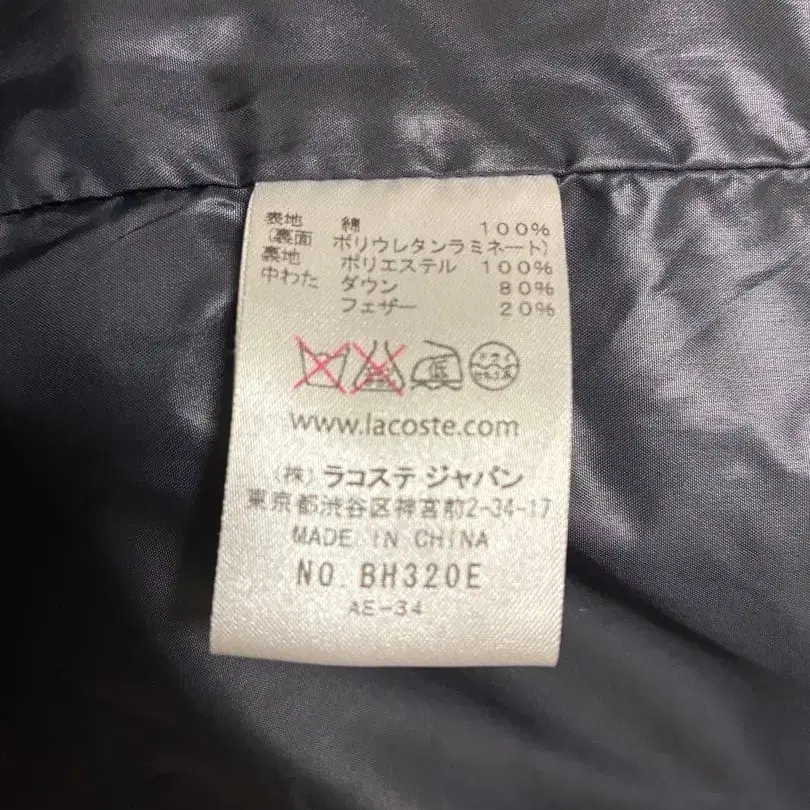 表地 綿 100%
(裏面 ポリウレタンラミネート)
裏地 ポリエステル 100%
中わた ダウン 80%
フェザー 20%
低
www.lacoste.com
(株) ラコステ ジャパン
東京都渋谷区神宮前2-34-17
MADE IN CHINA
NO. BH320E
AE-34